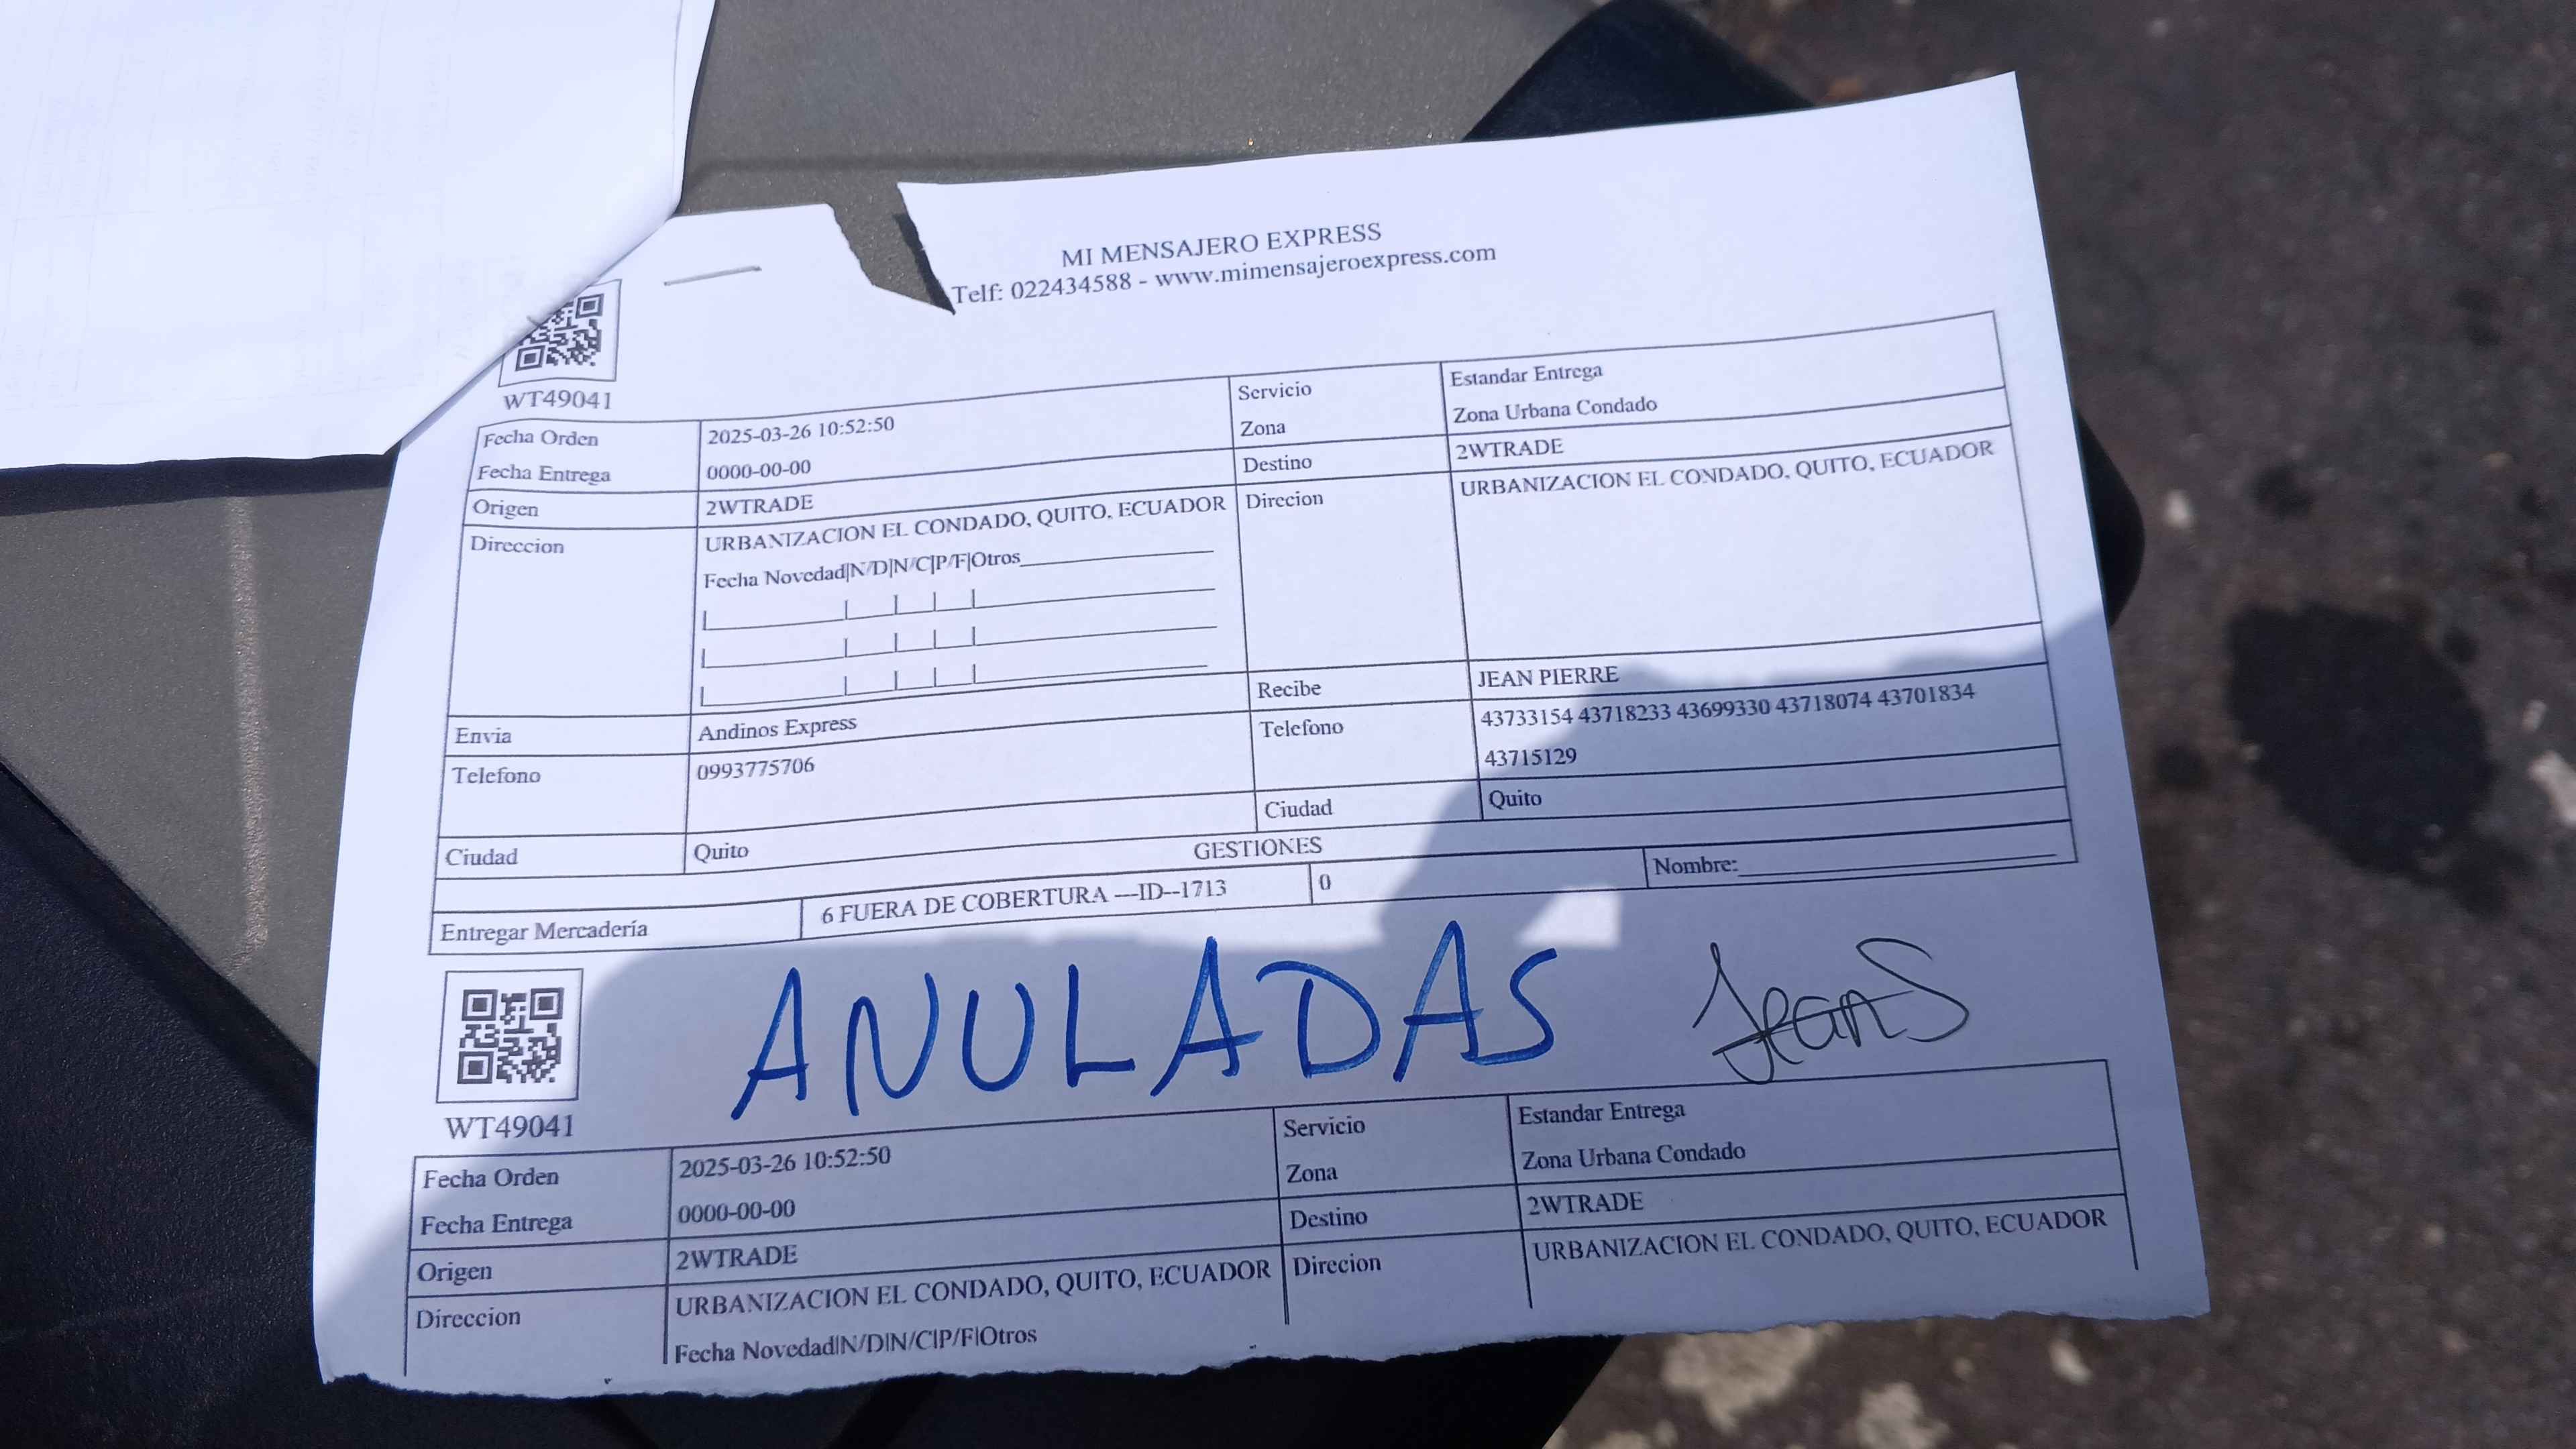 MI MENSAJERO EXPRESS
Telf: 022434588 - www.mimensajeroexpress.com
WT49041
Fecha Orden 2025-03-26 10:52:50 Servicio Estandar Entrega
Fecha Entrega 0000-00-00 Zona Zona Urbana Condado
Origen 2WTRADE Destino 2WTRADE
Direccion URBANIZACION EL CONDADO, QUITO, ECUADOR Direcion URBANIZACION EL CONDADO, QUITO, ECUADOR
Fecha Novedad|N/D|N/C|P/F|Otros
Recibe JEAN PIERRE
Envia Andinos Express Telefono 43733154 43718233 43699330 43718074 43701834
43715129
Telefono 0993775706
Ciudad Quito
Ciudad Quito
GESTIONES
Entregar Mercadería 6 FUERA DE COBERTURA ---ID--1713 0 Nombre:
ANULADAS JeanS
WT49041
Fecha Orden 2025-03-26 10:52:50 Servicio Estandar Entrega
Fecha Entrega 0000-00-00 Zona Zona Urbana Condado
Origen 2WTRADE Destino 2WTRADE
Direccion URBANIZACION EL CONDADO, QUITO, ECUADOR Direcion URBANIZACION EL CONDADO, QUITO, ECUADOR
Fecha Novedad|N/D|N/C|P/F|Otros